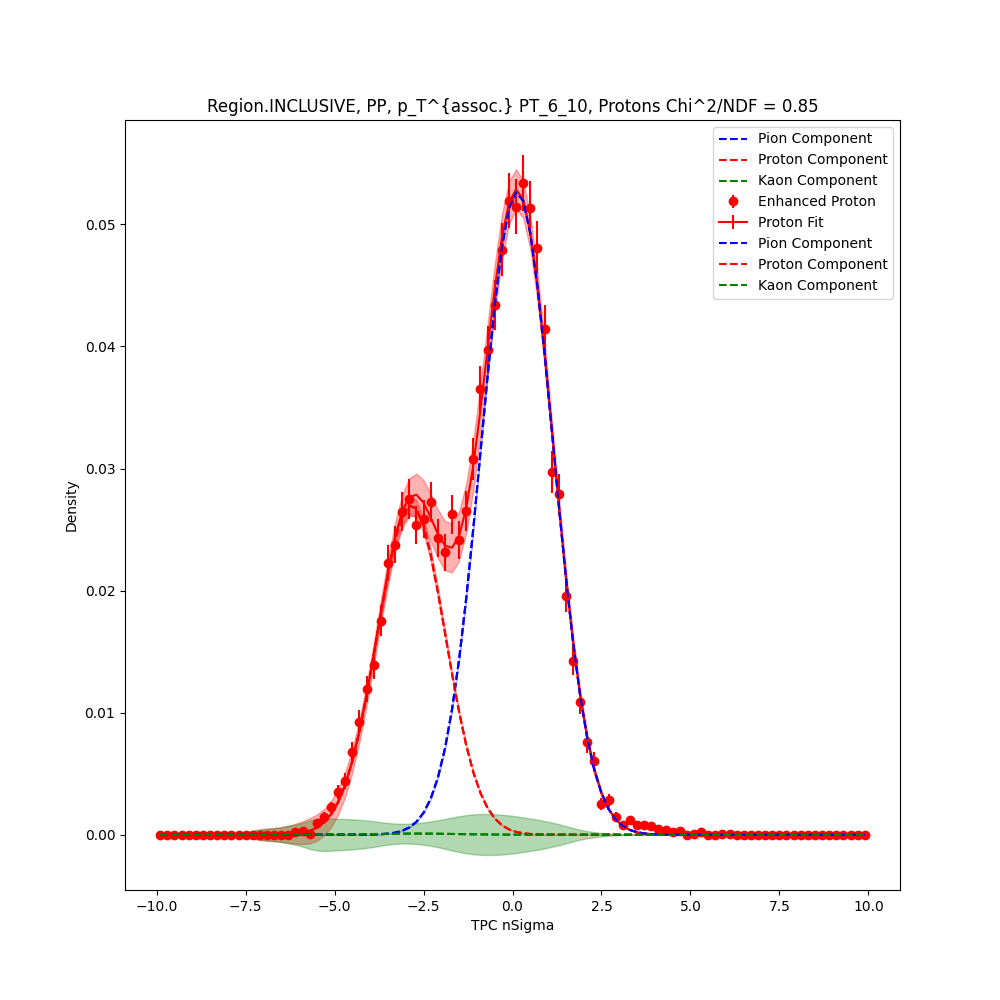 Region.INCLUSIVE, PP, p_T^{assoc.} PT_6_10, Protons Chi^2/NDF = 0.85
Pion Component
Proton Component
Kaon Component
Enhanced Proton
Proton Fit
Pion Component
Proton Component
Kaon Component
Density
0.05
0.04
0.03
0.02
0.01
0.00
−10.0
−7.5
−5.0
−2.5
0.0
2.5
5.0
7.5
10.0
TPC nSigma